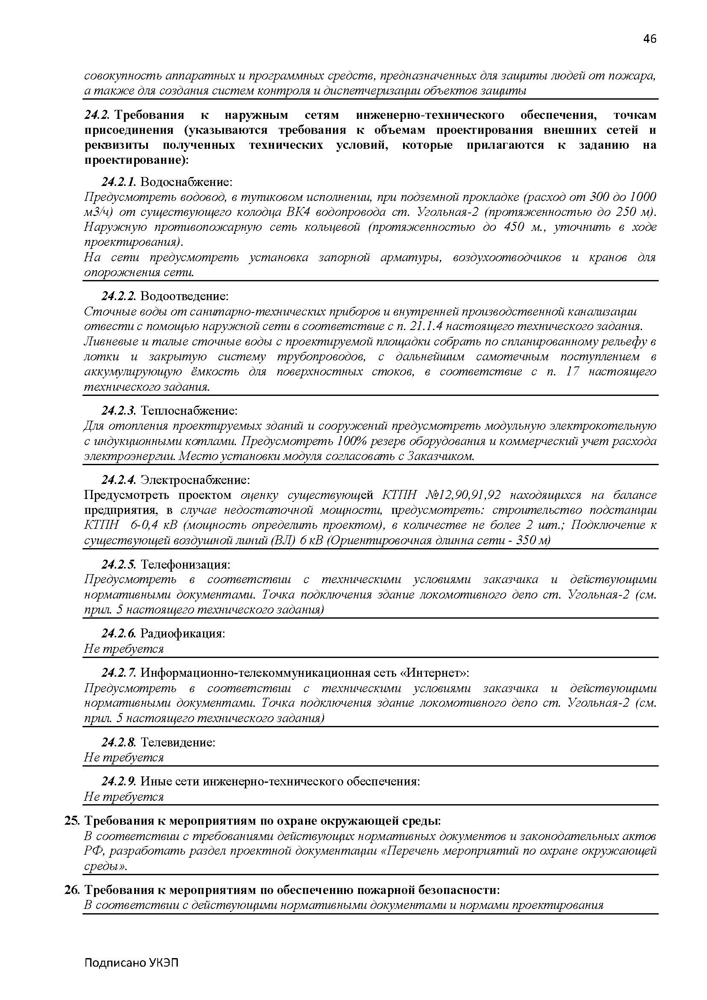 46
совокупность аппаратных и программных средств, предназначенных для защиты людей от пожара,
а также для создания систем контроля и диспетчеризации объектов защиты
24.2. Требования к наружным сетям инженерно-технического обеспечения, точкам
присоединения (указываются требования к объемам проектирования внешних сетей и
реквизиты полученных технических условий, которые прилагаются к заданию на
проектирование):
24.2.1. Водоснабжение:
Предусмотреть водовод, в тупиковом исполнении, при подземной прокладке (расход от 300 до 1000
м3/ч) от существующего колодца ВК4 водопровода ст. Угольная-2 (протяженностью до 250 м).
Наружную противопожарную сеть кольцевой (протяженностью до 450 м., уточнить в ходе
проектирования).
На сети предусмотреть установка запорной арматуры, воздухоотводчиков и кранов для
опорожнения сети.
24.2.2. Водоотведение:
Сточные воды от санитарно-технических приборов и внутренней производственной канализации
отвести с помощью наружной сети в соответствие с п. 21.1.4 настоящего технического задания.
Ливневые и талые сточные воды с проектируемой площадки собрать по спланированному рельефу в
лотки и закрытую систему трубопроводов, с дальнейшим самотечным поступлением в
аккумулирующую ёмкость для поверхностных стоков, в соответствие с п. 17 настоящего
технического задания.
24.2.3. Теплоснабжение:
Для отопления проектируемых зданий и сооружений предусмотреть модульную электрокотельную
с индукционными котлами. Предусмотреть 100% резерв оборудования и коммерческий учет расхода
электроэнергии. Место установки модуля согласовать с Заказчиком.
24.2.4. Электроснабжение:
Предусмотреть проектом оценку существующей КТПН №12,90,91,92 находящихся на балансе
предприятия, в случае недостаточной мощности, предусмотреть: строительство подстанции
КТПН 6-0,4 кВ (мощность определить проектом), в количестве не более 2 шт.; Подключение к
существующей воздушной линий (ВЛ) 6 кВ (Ориентировочная длинна сети - 350 м)
24.2.5. Телефонизация:
Предусмотреть в соответствии с техническими условиями заказчика и действующими
нормативными документами. Точка подключения здание локомотивного депо ст. Угольная-2 (см.
прил. 5 настоящего технического задания)
24.2.6. Радиофикация:
Не требуется
24.2.7. Информационно-телекоммуникационная сеть «Интернет»:
Предусмотреть в соответствии с техническими условиями заказчика и действующими
нормативными документами. Точка подключения здание локомотивного депо ст. Угольная-2 (см.
прил. 5 настоящего технического задания)
24.2.8. Телевидение:
Не требуется
24.2.9. Иные сети инженерно-технического обеспечения:
Не требуется
25. Требования к мероприятиям по охране окружающей среды:
В соответствии с требованиями действующих нормативных документов и законодательных актов
РФ, разработать раздел проектной документации «Перечень мероприятий по охране окружающей
среды».
26. Требования к мероприятиям по обеспечению пожарной безопасности:
В соответствии с действующими нормативными документами и нормами проектирования
Подписано УКЭП